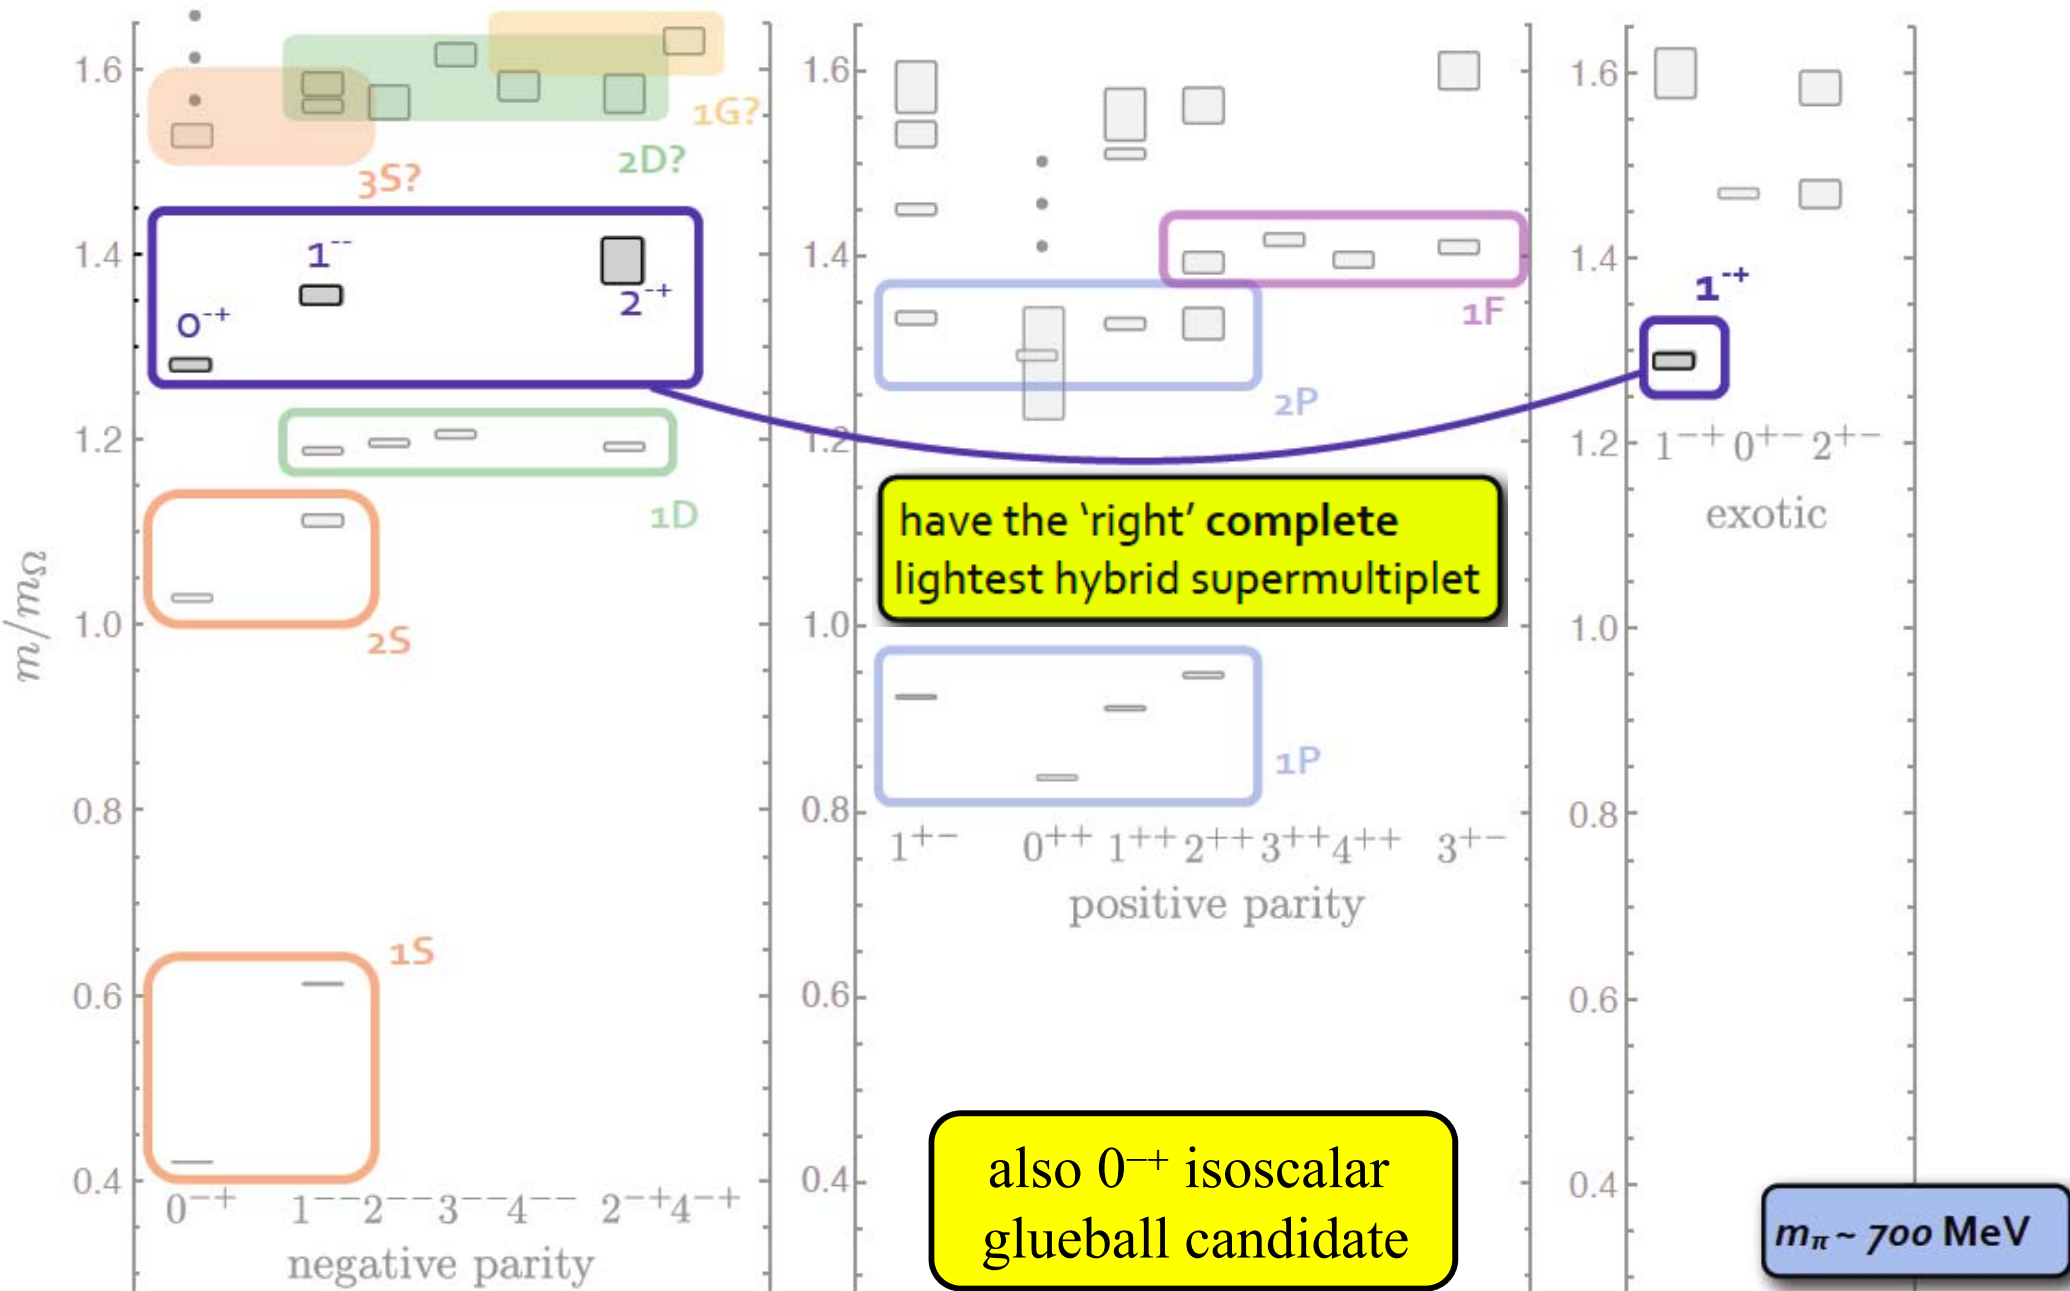 m/mΩ
1.6
1.4
1.2
1.0
0.8
0.6
0.4
3S?
2D?
1G?
0⁻⁺
1⁻⁻
2⁻⁺
1D
2S
1S
0⁻⁺ 1⁻⁻ 2⁻⁻ 3⁻⁻ 4⁻⁻ 2⁻⁺ 4⁻⁺
negative parity
1.6
1.4
1.2
1.0
0.8
0.6
0.4
1F
2P
have the ‘right’ complete
lightest hybrid supermultiplet
1P
1⁺⁻ 0⁺⁺ 1⁺⁺ 2⁺⁺ 3⁺⁺ 4⁺⁺ 3⁺⁻
positive parity
also 0⁻⁺ isoscalar
glueball candidate
1.6
1.4
1.2
1.0
0.8
0.6
0.4
1⁻⁺
1⁻⁺ 0⁺⁻ 2⁺⁻
exotic
mπ ~ 700 MeV